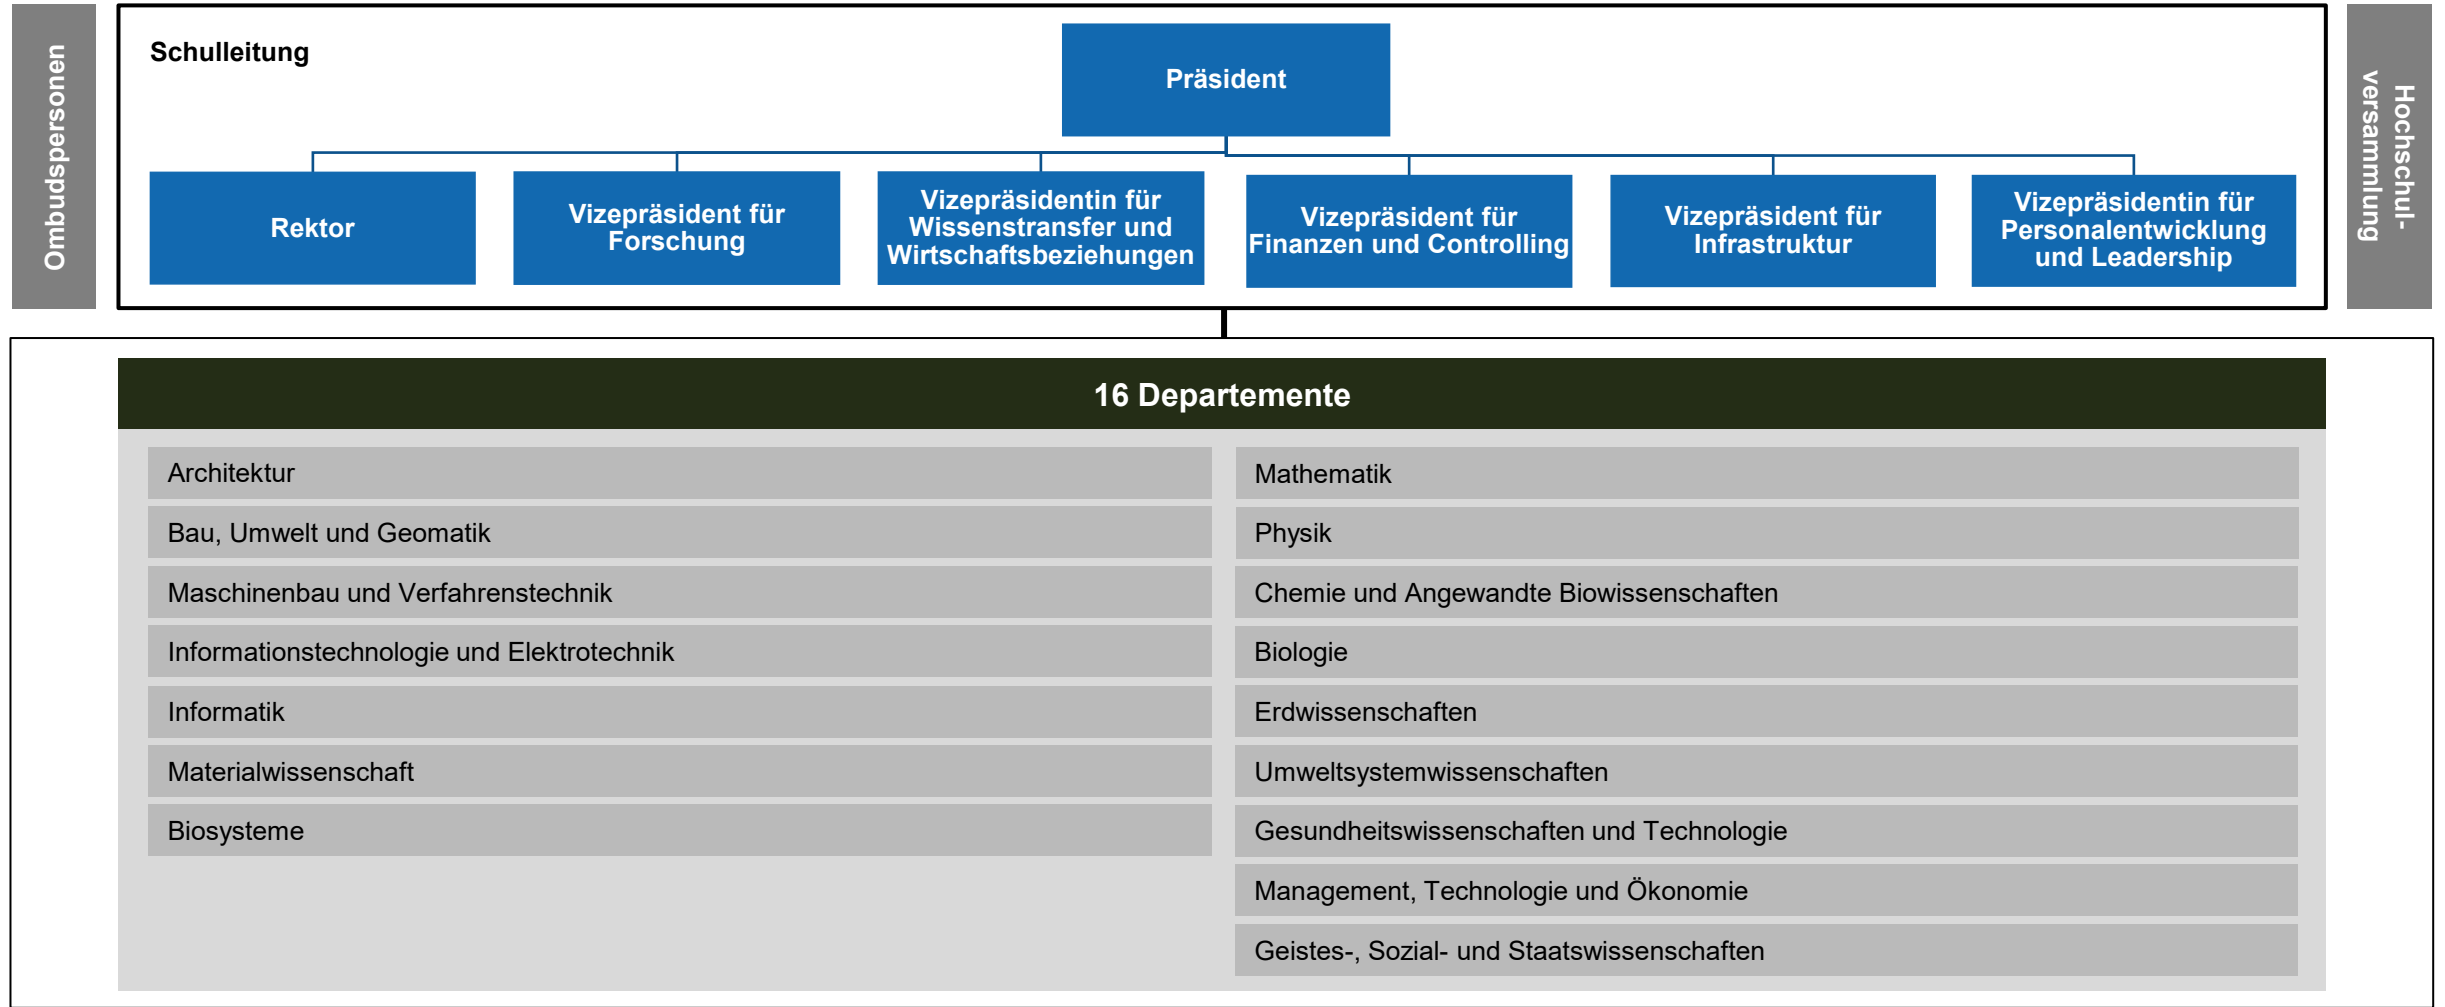 Ombudspersonen
Schulleitung
Präsident
Rektor
Vizepräsident für
Forschung
Vizepräsidentin für
Wissenstransfer und
Wirtschaftsbeziehungen
Vizepräsident für
Finanzen und Controlling
Vizepräsident für
Infrastruktur
Vizepräsidentin für
Personalentwicklung
und Leadership
Hochschul-
versammlung
16 Departemente
Architektur
Bau, Umwelt und Geomatik
Maschinenbau und Verfahrenstechnik
Informationstechnologie und Elektrotechnik
Informatik
Materialwissenschaft
Biosysteme
Mathematik
Physik
Chemie und Angewandte Biowissenschaften
Biologie
Erdwissenschaften
Umweltsystemwissenschaften
Gesundheitswissenschaften und Technologie
Management, Technologie und Ökonomie
Geistes-, Sozial- und Staatswissenschaften